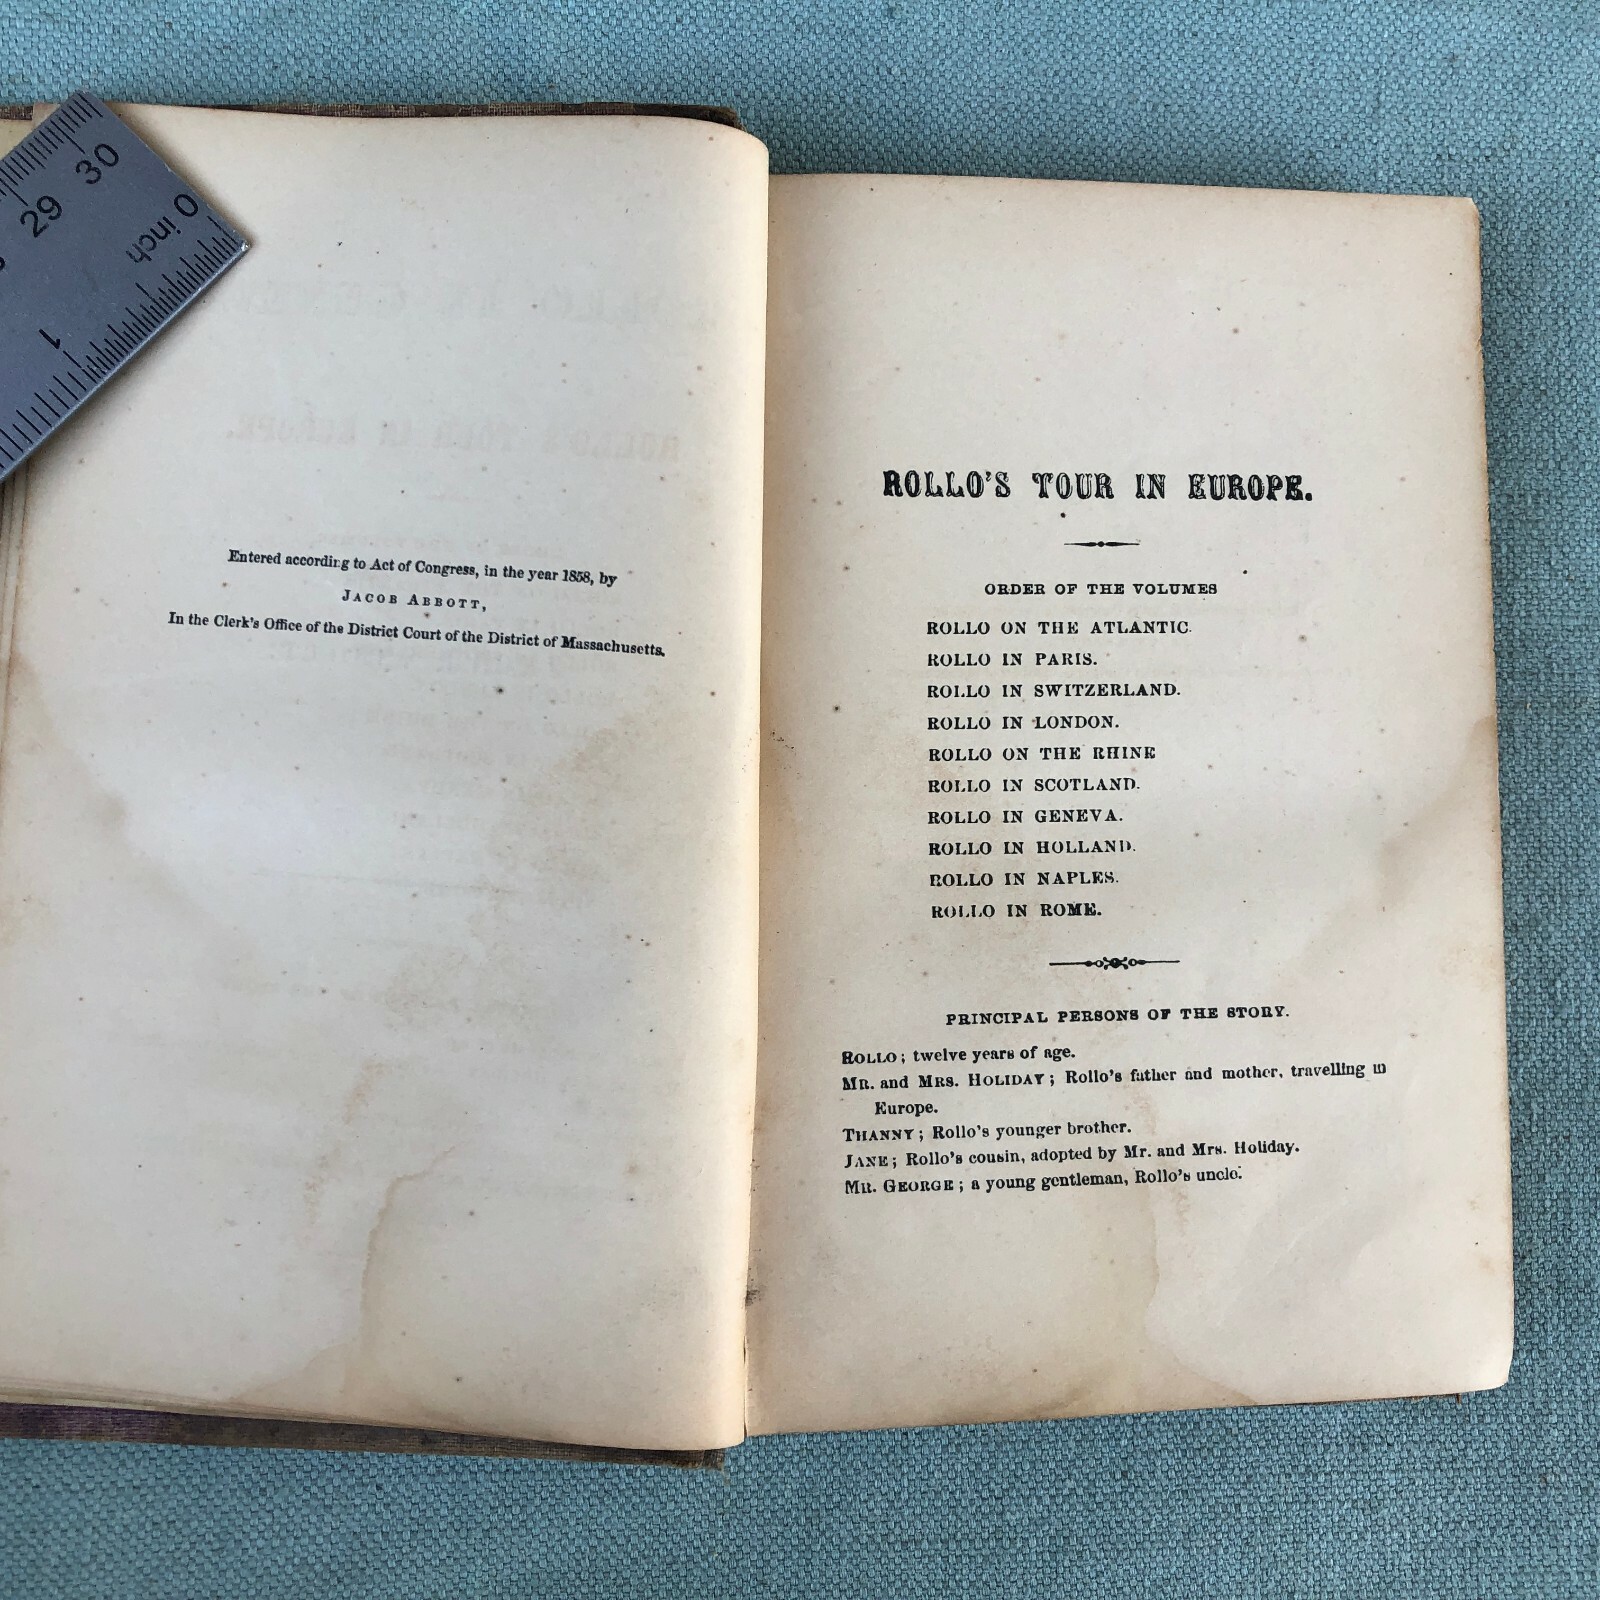 30
29
0
inch
1
Entered according to Act of Congress, in the year 1858, by
JACOB ABBOTT,
In the Clerk's Office of the District Court of the District of Massachusetts.
ROLLO'S TOUR IN EUROPE.
ORDER OF THE VOLUMES
ROLLO ON THE ATLANTIC.
ROLLO IN PARIS.
ROLLO IN SWITZERLAND.
ROLLO IN LONDON.
ROLLO ON THE RHINE
ROLLO IN SCOTLAND.
ROLLO IN GENEVA.
ROLLO IN HOLLAND.
ROLLO IN NAPLES.
ROLLO IN ROME.
PRINCIPAL PERSONS OF THE STORY.
ROLLO; twelve years of age.
MR. and MRS. HOLIDAY; Rollo's father and mother, travelling in
Europe.
THANNY; Rollo's younger brother.
JANE; Rollo's cousin, adopted by Mr. and Mrs. Holiday.
MR. GEORGE; a young gentleman, Rollo's uncle.